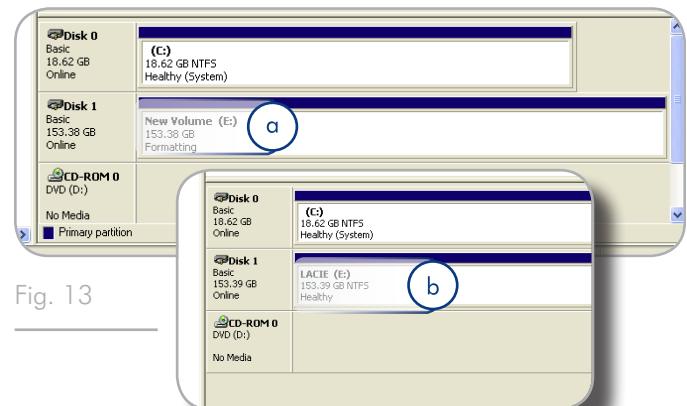 Disk 0
Basic
18.62 GB
Online
(C:)
18.62 GB NTFS
Healthy (System)
Disk 1
Basic
153.38 GB
Online
New Volume (E:)
153.38 GB
Formatting
a
CD-ROM 0
DVD (D:)
No Media
Primary partition
Disk 0
Basic
18.62 GB
Online
(C:)
18.62 GB NTFS
Healthy (System)
Disk 1
Basic
153.39 GB
Online
LACIE (E:)
153.39 GB NTFS
Healthy
b
CD-ROM 0
DVD (D:)
No Media
Fig. 13